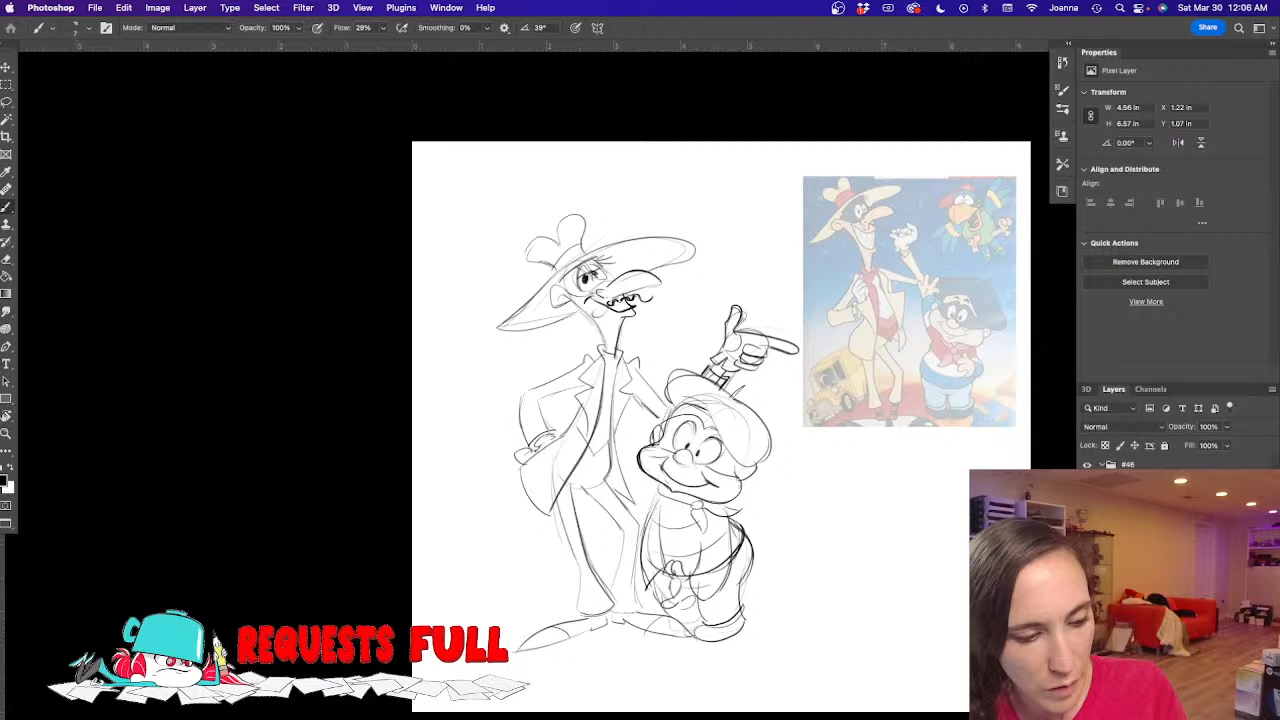 Photoshop File Edit Image Layer Type Select Filter 3D View Plugins Window Help Joanna Sat Mar 30 12:06 AM
Mode: Normal Opacity: 100% Flow: 29% Smoothing: 0% 39° Share
Properties
Pixel Layer
Transform
W 4.56 in X 1.22 in
H 6.57 in Y 1.07 in
0.00°
Align and Distribute
Align:
Quick Actions
Remove Background
Select Subject
View More
3D Layers Channels
Kind
Normal Opacity: 100%
Lock: Fill: 100%
#46
REQUESTS FULL